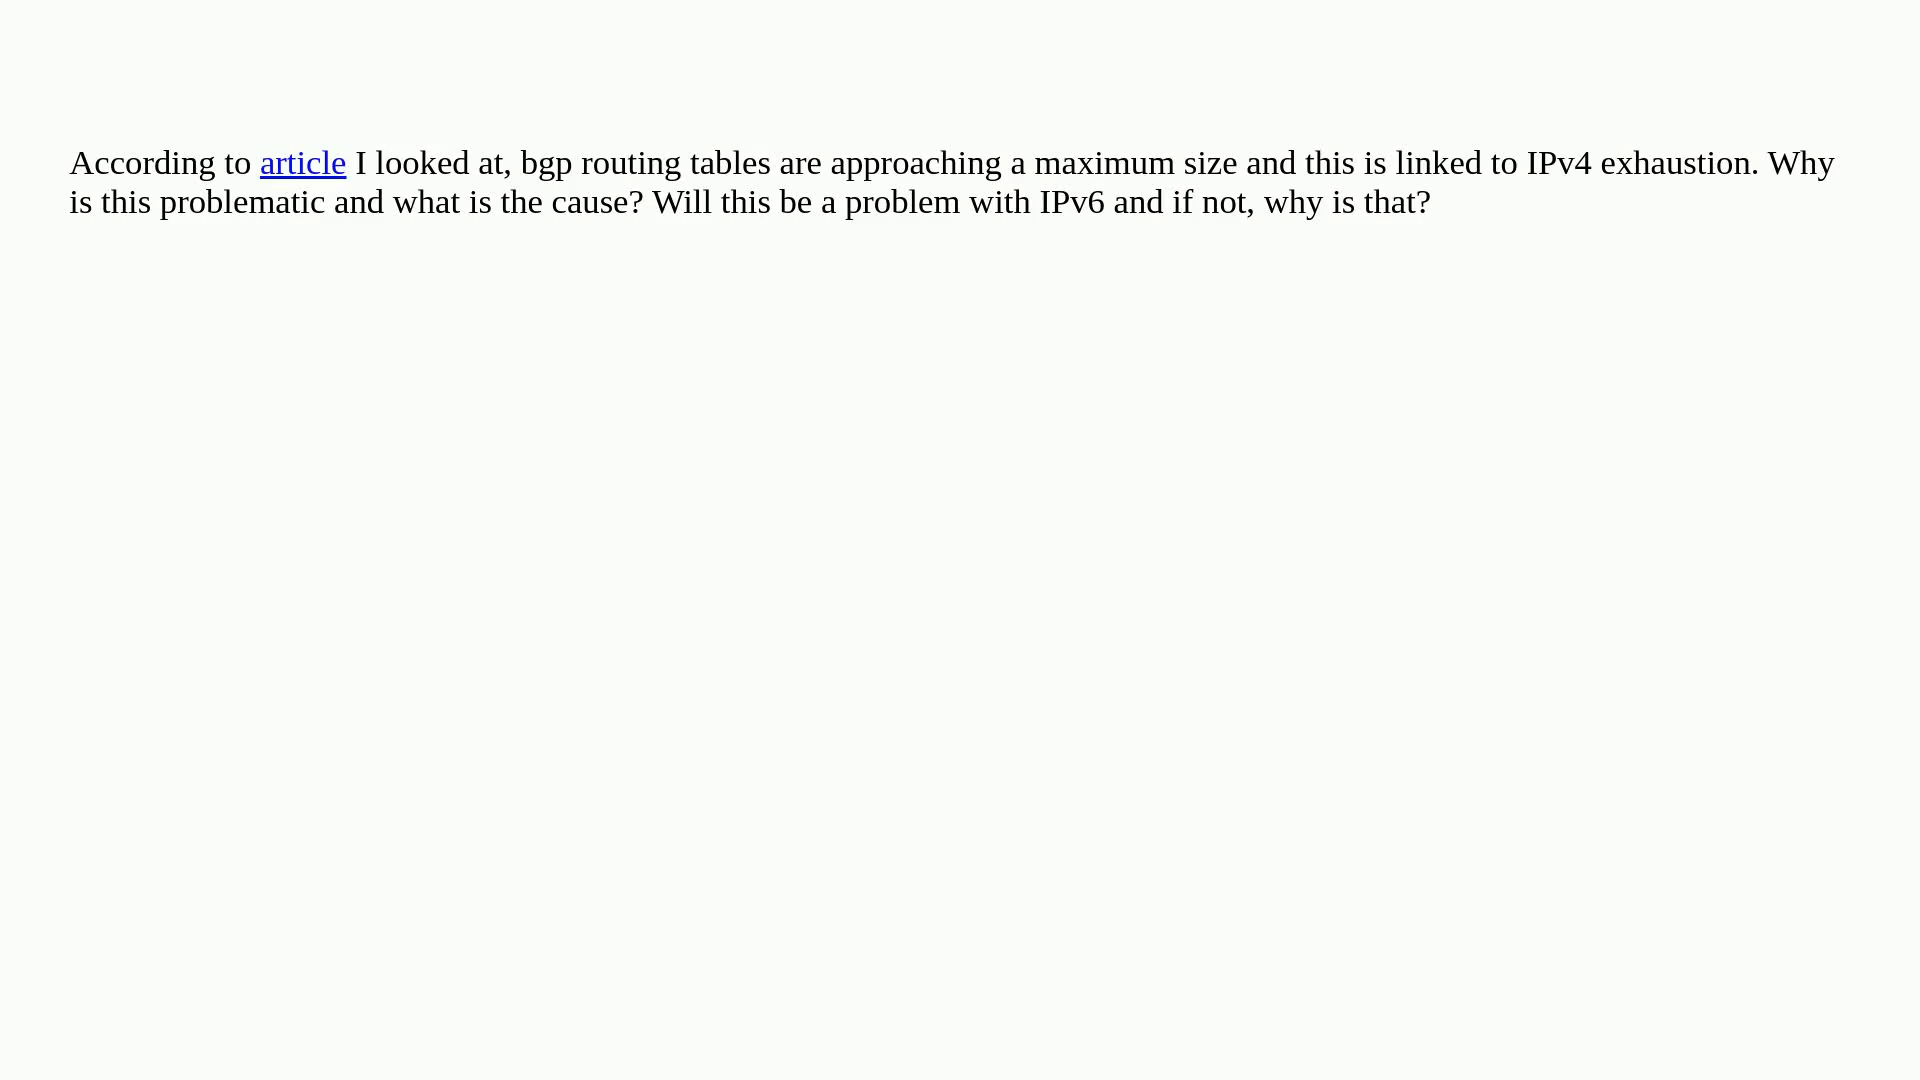 According to article I looked at, bgp routing tables are approaching a maximum size and this is linked to IPv4 exhaustion. Why
is this problematic and what is the cause? Will this be a problem with IPv6 and if not, why is that?